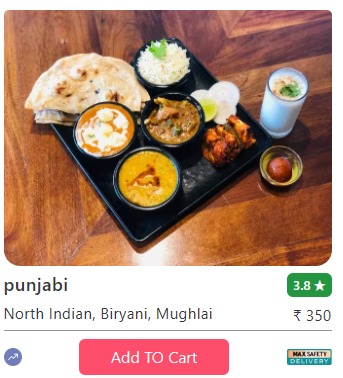 punjabi
3.8 ★
North Indian, Biryani, Mughlai
₹ 350
Add TO Cart
MAX SAFETY
DELIVERY